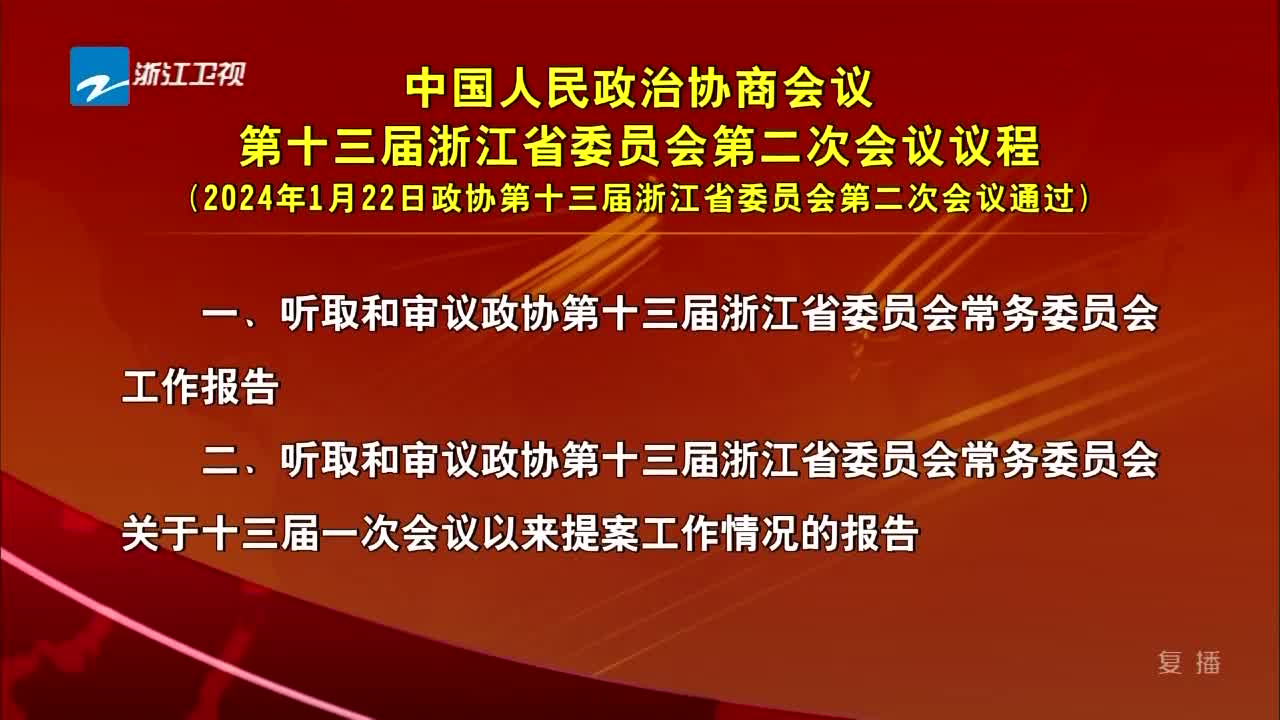 浙江卫视
中国人民政治协商会议
第十三届浙江省委员会第二次会议议程
（2024年1月22日政协第十三届浙江省委员会第二次会议通过）
一、听取和审议政协第十三届浙江省委员会常务委员会
工作报告
二、听取和审议政协第十三届浙江省委员会常务委员会
关于十三届一次会议以来提案工作情况的报告
复播